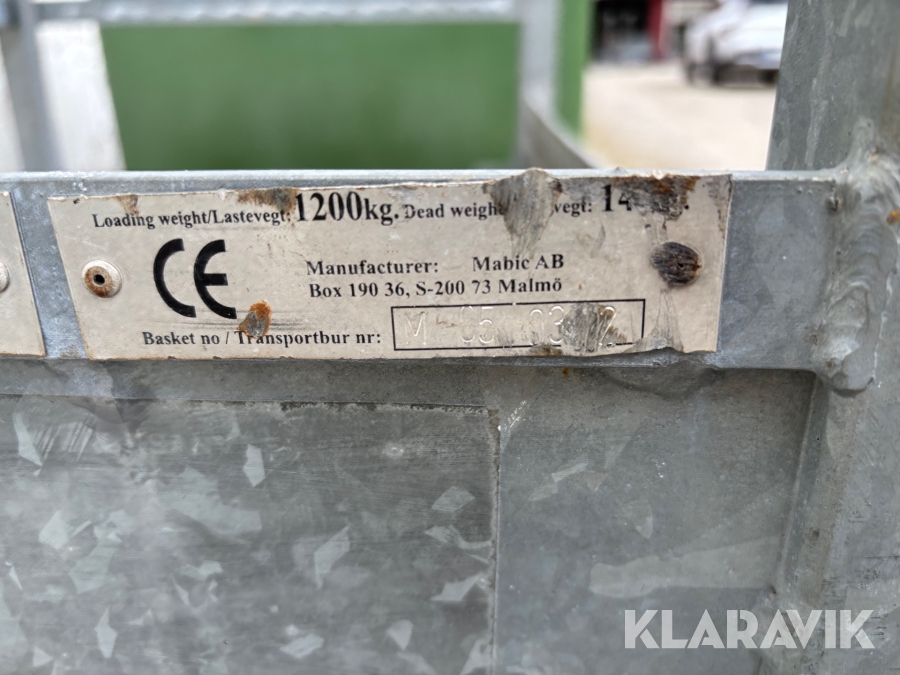 Loading weight/Lastevegt: 1200kg. Dead weight
CE
Manufacturer: Mabic AB
Box 190 36, S-200 73 Malmö
Basket no / Transportbur nr: M
KLARAVIK